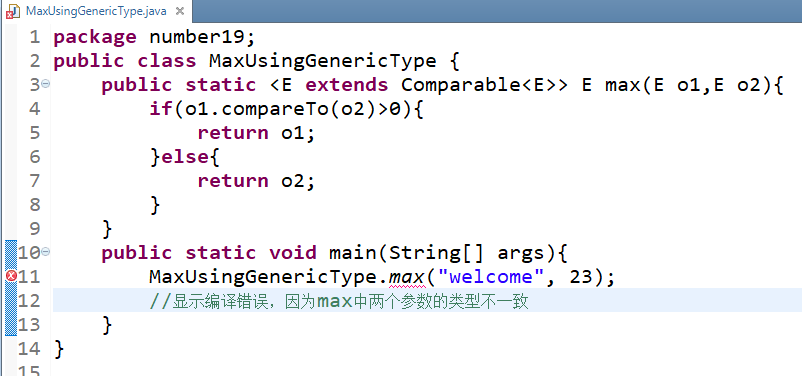 MaxUsingGenericType.java
1 package number19;
2 public class MaxUsingGenericType {
3 public static <E extends Comparable<E>> E max(E o1,E o2){
4 if(o1.compareTo(o2)>0){
5 return o1;
6 }else{
7 return o2;
8 }
9 }
10 public static void main(String[] args){
11 MaxUsingGenericType.max("welcome", 23);
12 //显示编译错误，因为max中两个参数的类型不一致
13 }
14 }
15